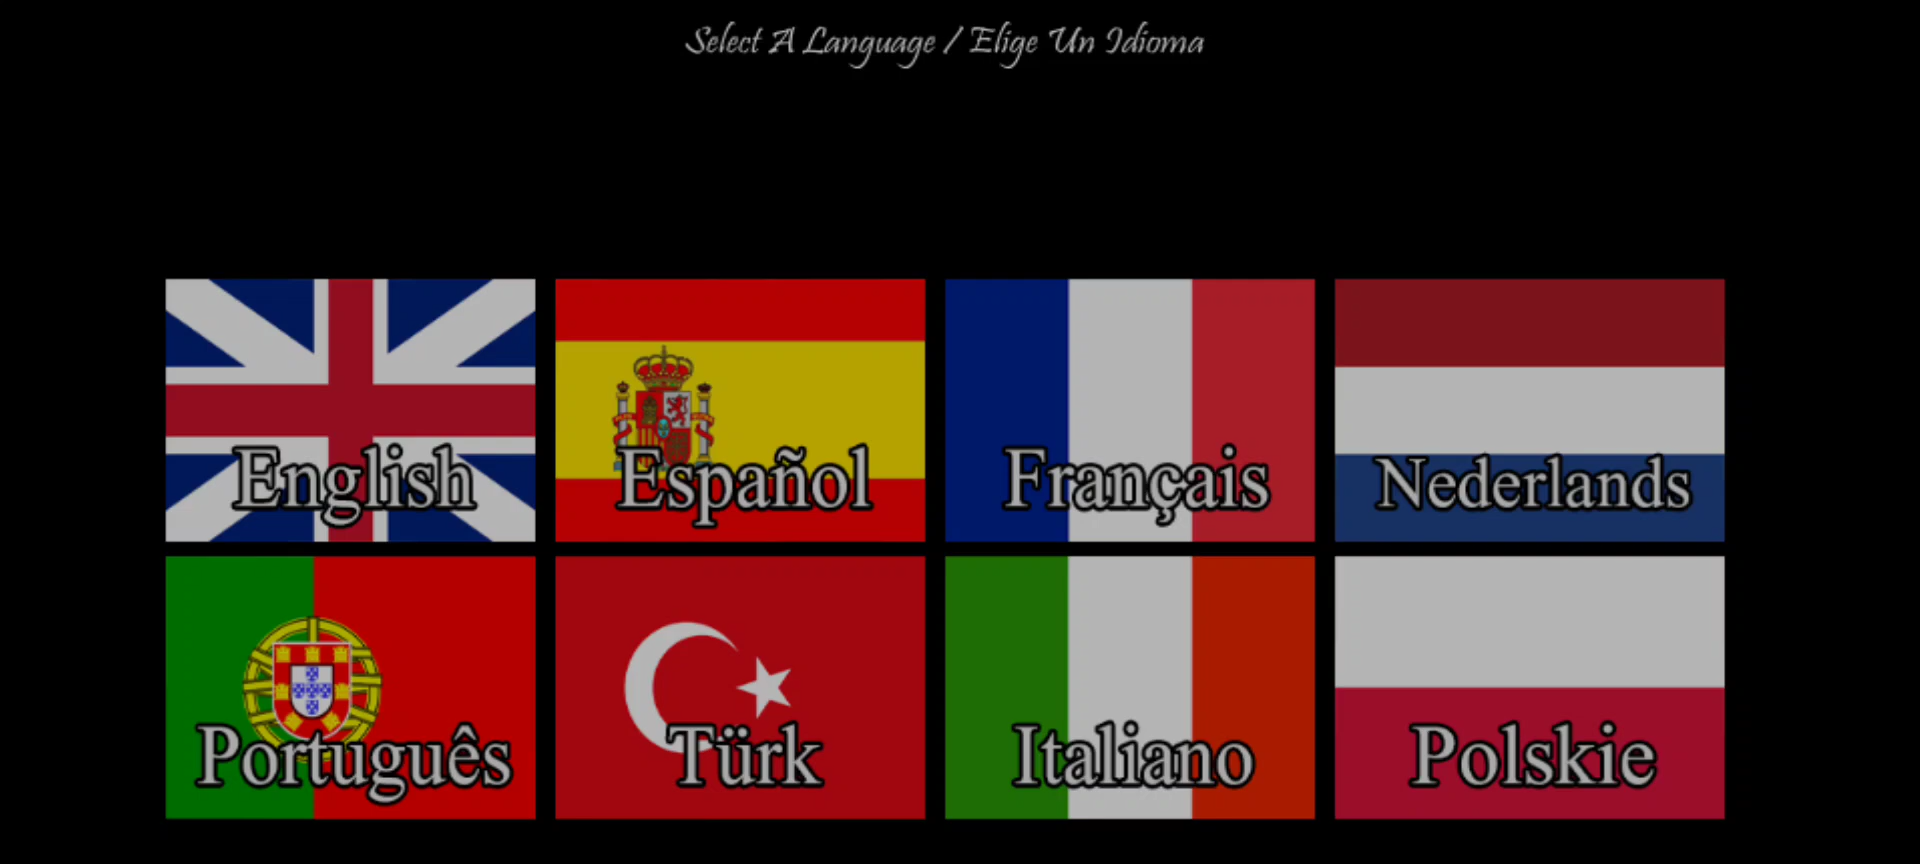 Select A Language / Elige Un Idioma
English
Español
Français
Nederlands
Português
Türk
Italiano
Polskie